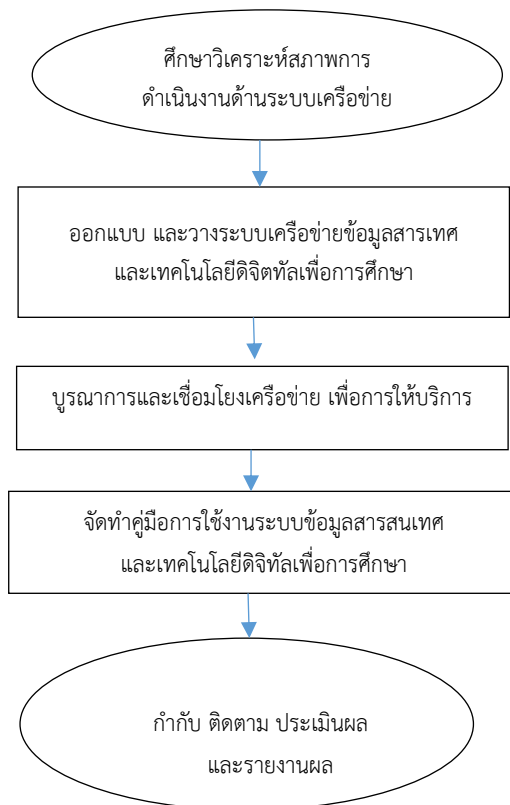 ศึกษาวิเคราะห์สภาพการ
ดำเนินงานด้านระบบเครือข่าย
ออกแบบ และวางระบบเครือข่ายข้อมูลสารเทศ
และเทคโนโลยีดิจิตทัลเพื่อการศึกษา
บูรณาการและเชื่อมโยงเครือข่าย เพื่อการให้บริการ
จัดทำคู่มือการใช้งานระบบข้อมูลสารสนเทศ
และเทคโนโลยีดิจิทัลเพื่อการศึกษา
กำกับ ติดตาม ประเมินผล
และรายงานผล